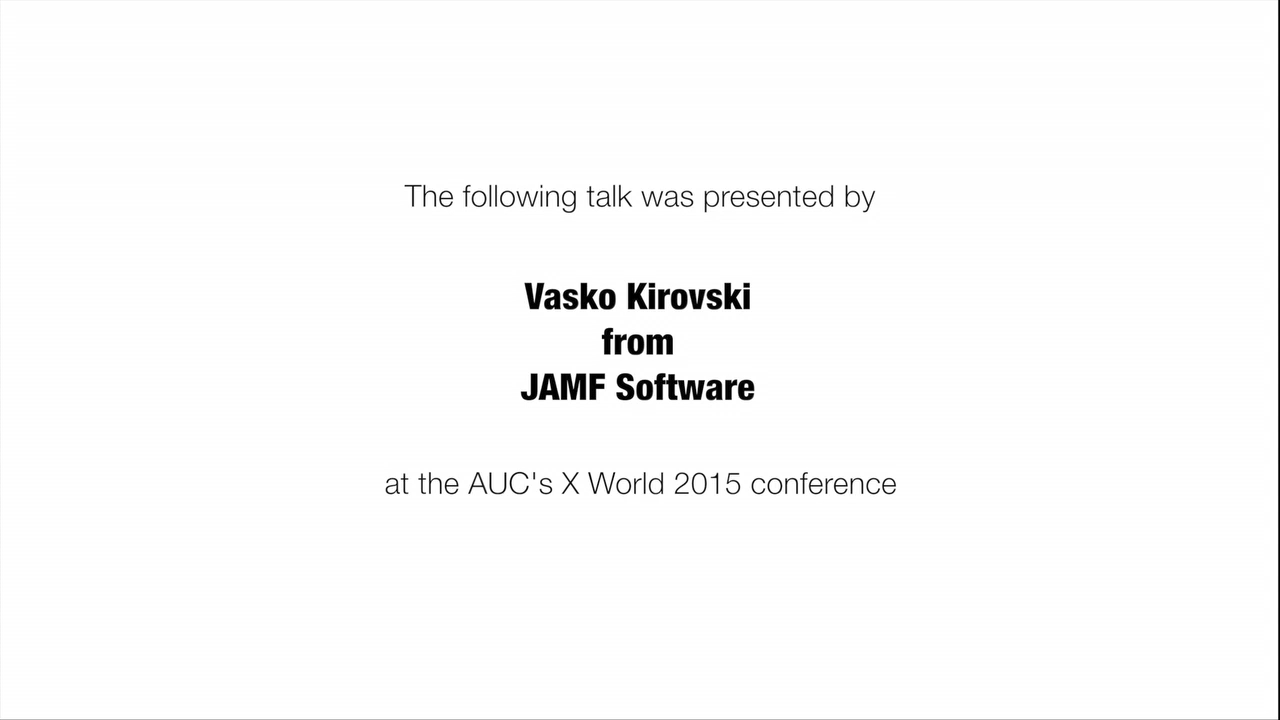 The following talk was presented by
Vasko Kirovski
from
JAMF Software
at the AUC's X World 2015 conference